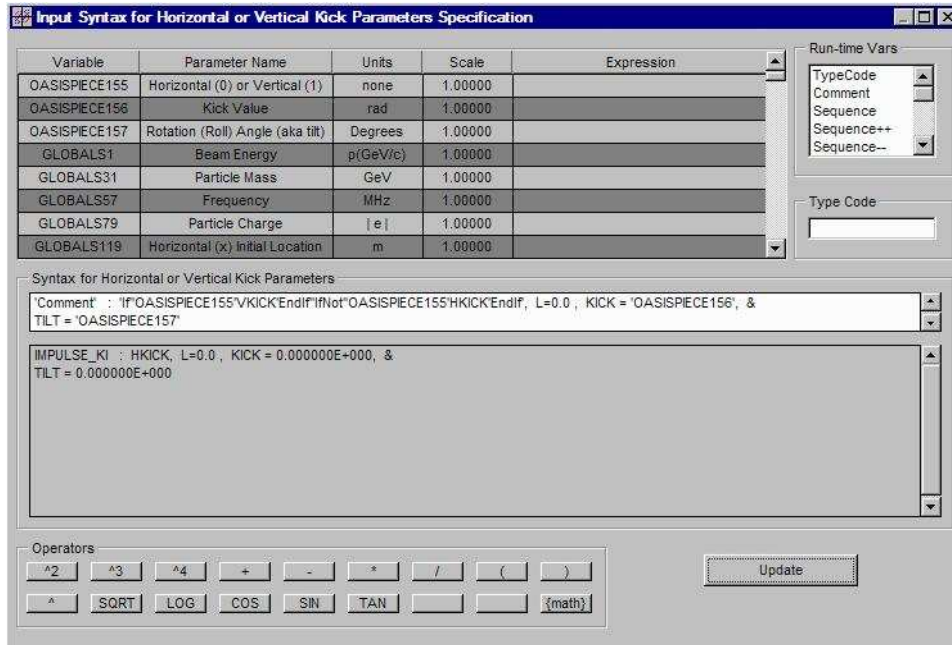 Input Syntax for Horizontal or Vertical Kick Parameters Specification
Variable Parameter Name Units Scale Expression
OASISPIECE155 Horizontal (0) or Vertical (1) none 1.00000
OASISPIECE156 Kick Value rad 1.00000
OASISPIECE157 Rotation (Roll) Angle (aka tilt) Degrees 1.00000
GLOBALS1 Beam Energy p(GeV/c) 1.00000
GLOBALS31 Particle Mass GeV 1.00000
GLOBALS57 Frequency MHz 1.00000
GLOBALS79 Particle Charge |e| 1.00000
GLOBALS119 Horizontal (x) Initial Location m 1.00000
Run-time Vars
TypeCode
Comment
Sequence
Sequence++
Sequence--
Type Code
Syntax for Horizontal or Vertical Kick Parameters
'Comment' : 'If''OASISPIECE155'VKICK'EndIf''IfNot''OASISPIECE155'HKICK'EndIf', L=0.0 , KICK = 'OASISPIECE156', &
TILT = 'OASISPIECE157'
IMPULSE_KI : HKICK, L=0.0 , KICK = 0.000000E+000, &
TILT = 0.000000E+000
Operators
^2 ^3 ^4 + - * / ( )
^ SQRT LOG COS SIN TAN {math}
Update